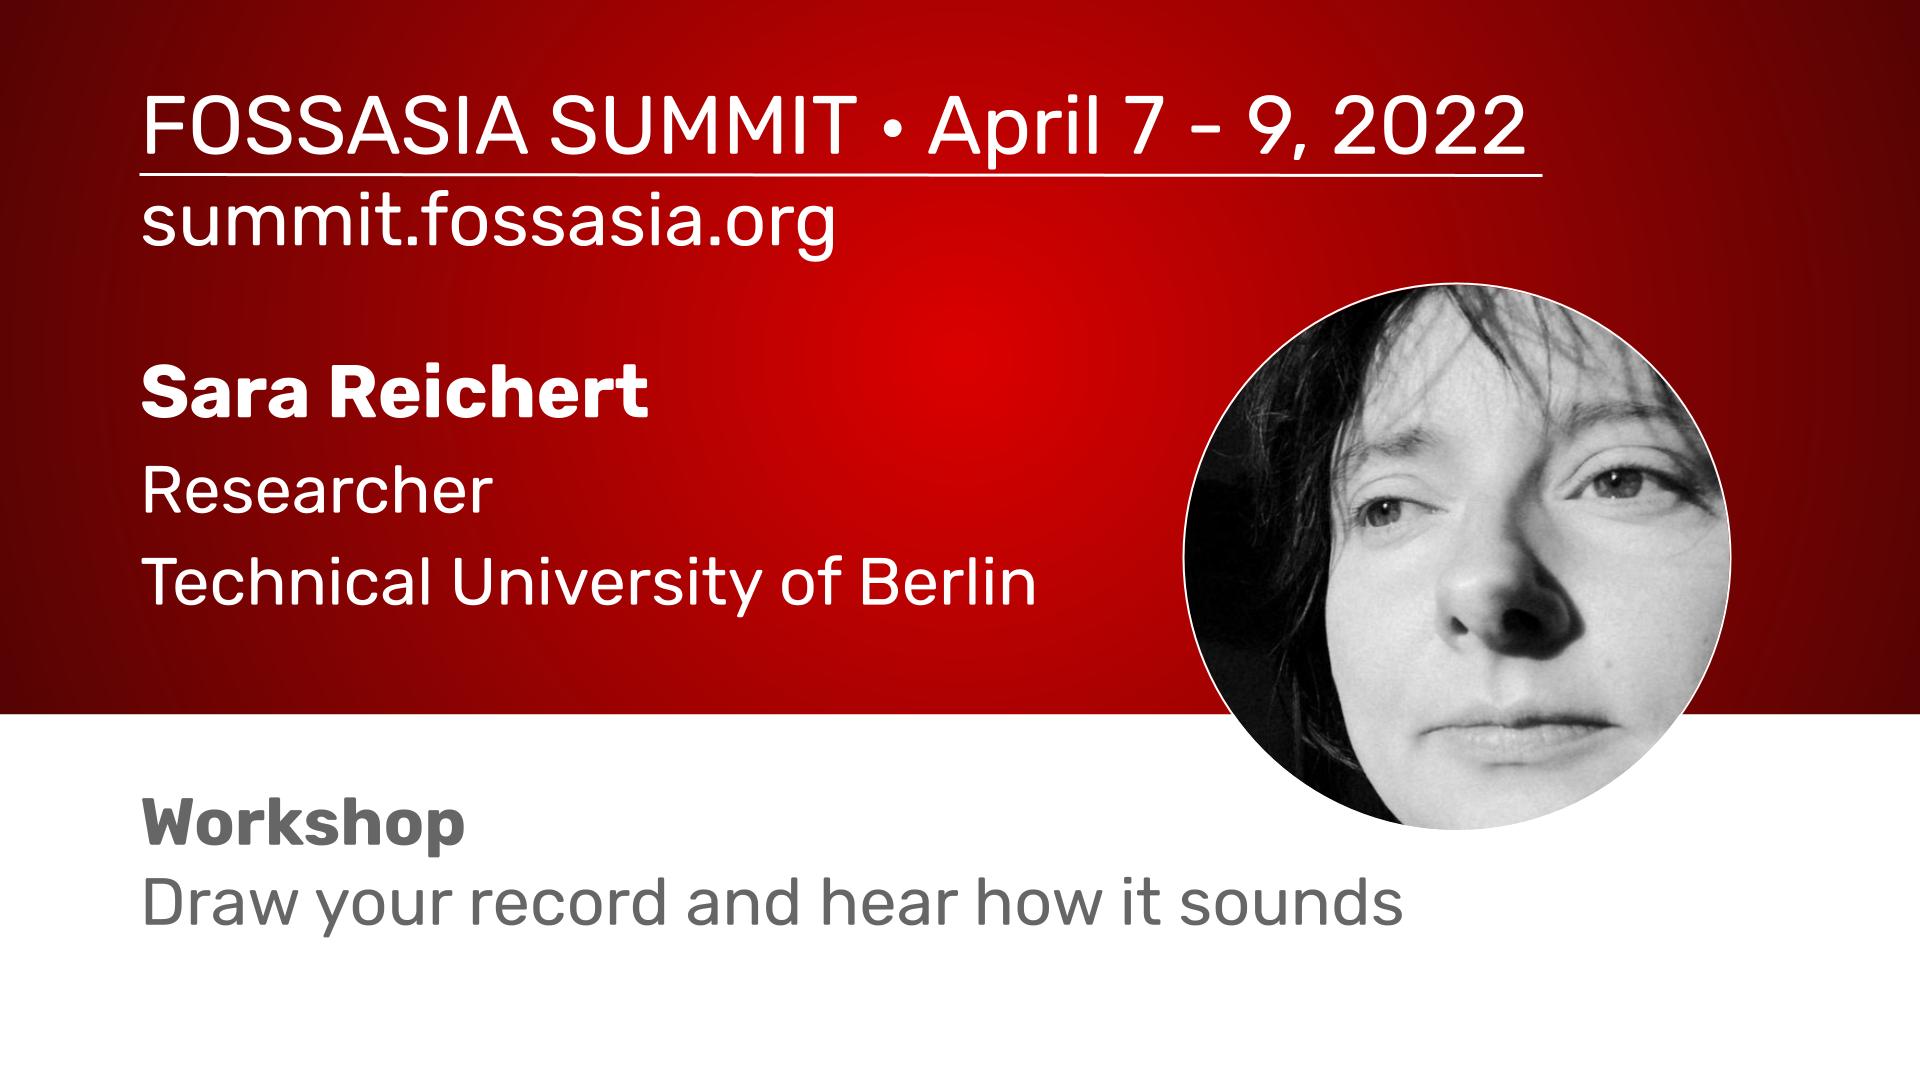 FOSSASIA SUMMIT • April 7 - 9, 2022
summit.fossasia.org
Sara Reichert
Researcher
Technical University of Berlin
Workshop
Draw your record and hear how it sounds